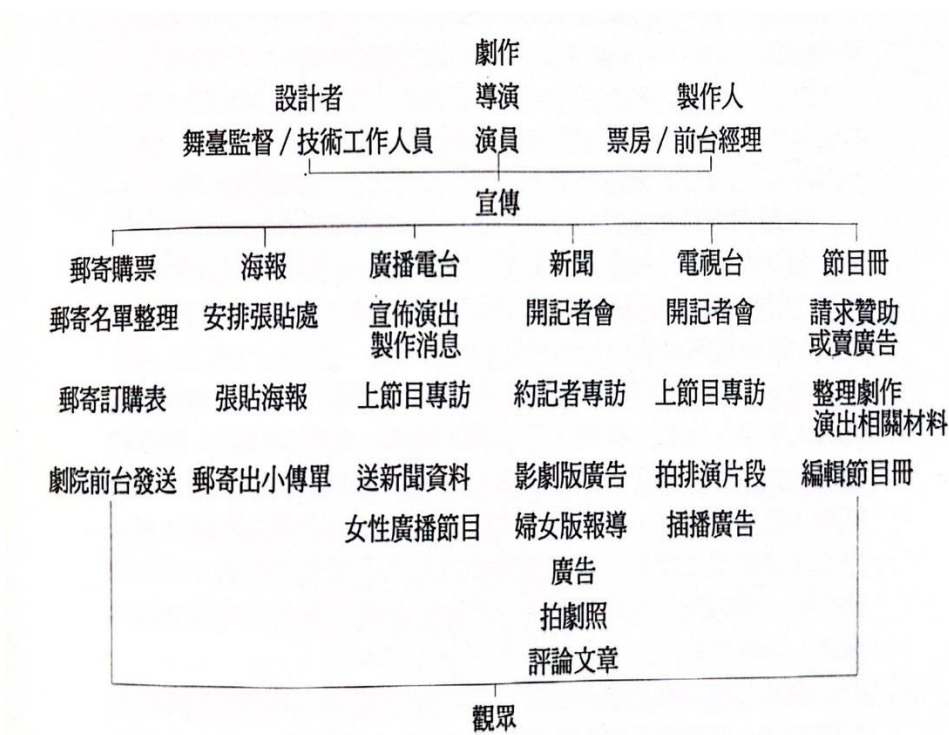 劇作
設計者 導演 製作人
舞臺監督 / 技術工作人員 演員 票房 / 前台經理
宣傳
郵寄購票 海報 廣播電台 新聞 電視台 節目冊
郵寄名單整理 安排張貼處 宣佈演出 開記者會 開記者會 請求贊助
製作消息 或賣廣告
郵寄訂購表 張貼海報 上節目專訪 約記者專訪 上節目專訪 整理劇作
演出相關材料
劇院前台發送 郵寄出小傳單 送新聞資料 影劇版廣告 拍排演片段 編輯節目冊
女性廣播節目 婦女版報導 插播廣告
廣告
拍劇照
評論文章
觀眾